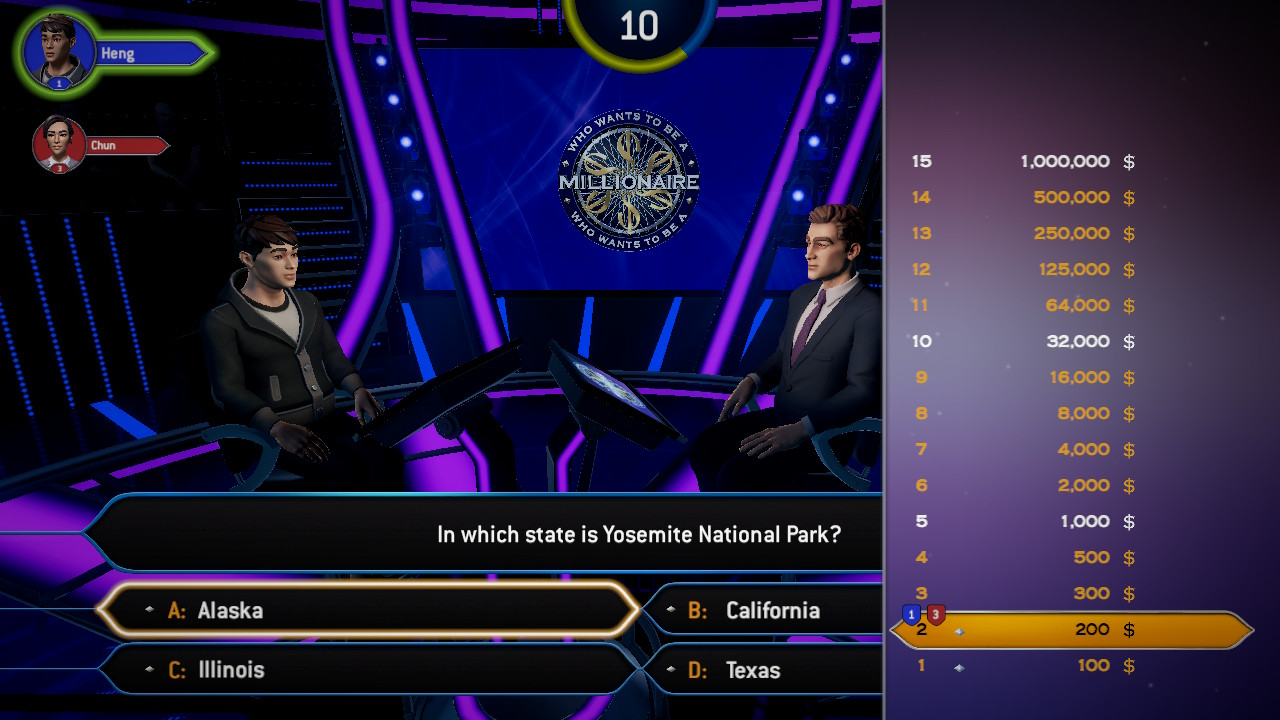 Heng
1
Chun
3
10
WHO WANTS TO BE A
MILLIONAIRE
WHO WANTS TO BE A
In which state is Yosemite National Park?
A: Alaska
B: California
C: Illinois
D: Texas
15 1,000,000 $
14 500,000 $
13 250,000 $
12 125,000 $
11 64,000 $
10 32,000 $
9 16,000 $
8 8,000 $
7 4,000 $
6 2,000 $
5 1,000 $
4 500 $
3 300 $
1 3
2 200 $
1 100 $